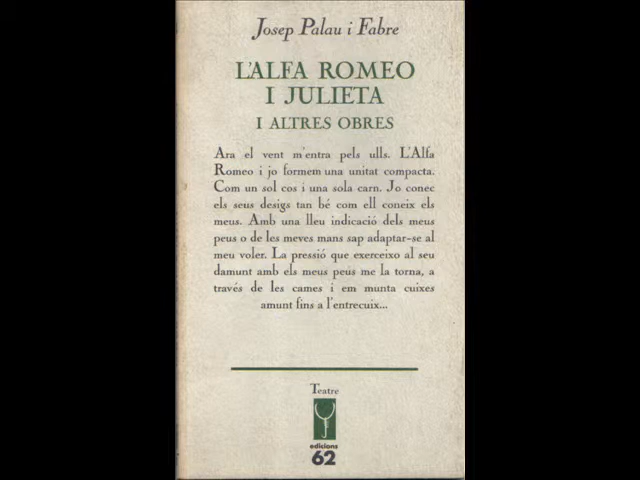 Josep Palau i Fabre
L'ALFA ROMEO
I JULIETA
I ALTRES OBRES
Ara el vent m'entra pels ulls. L'Alfa
Romeo i jo formem una unitat compacta.
Com un sol cos i una sola carn. Jo conec
els seus desigs tan bé com ell coneix els
meus. Amb una lleu indicació dels meus
peus o de les meves mans sap adaptar-se al
meu voler. La pressió que exerceixo al seu
damunt amb els meus peus me la torna, a
través de les cames i em munta cuixes
amunt fins a l'entrecuix...
Teatre
edicions
62